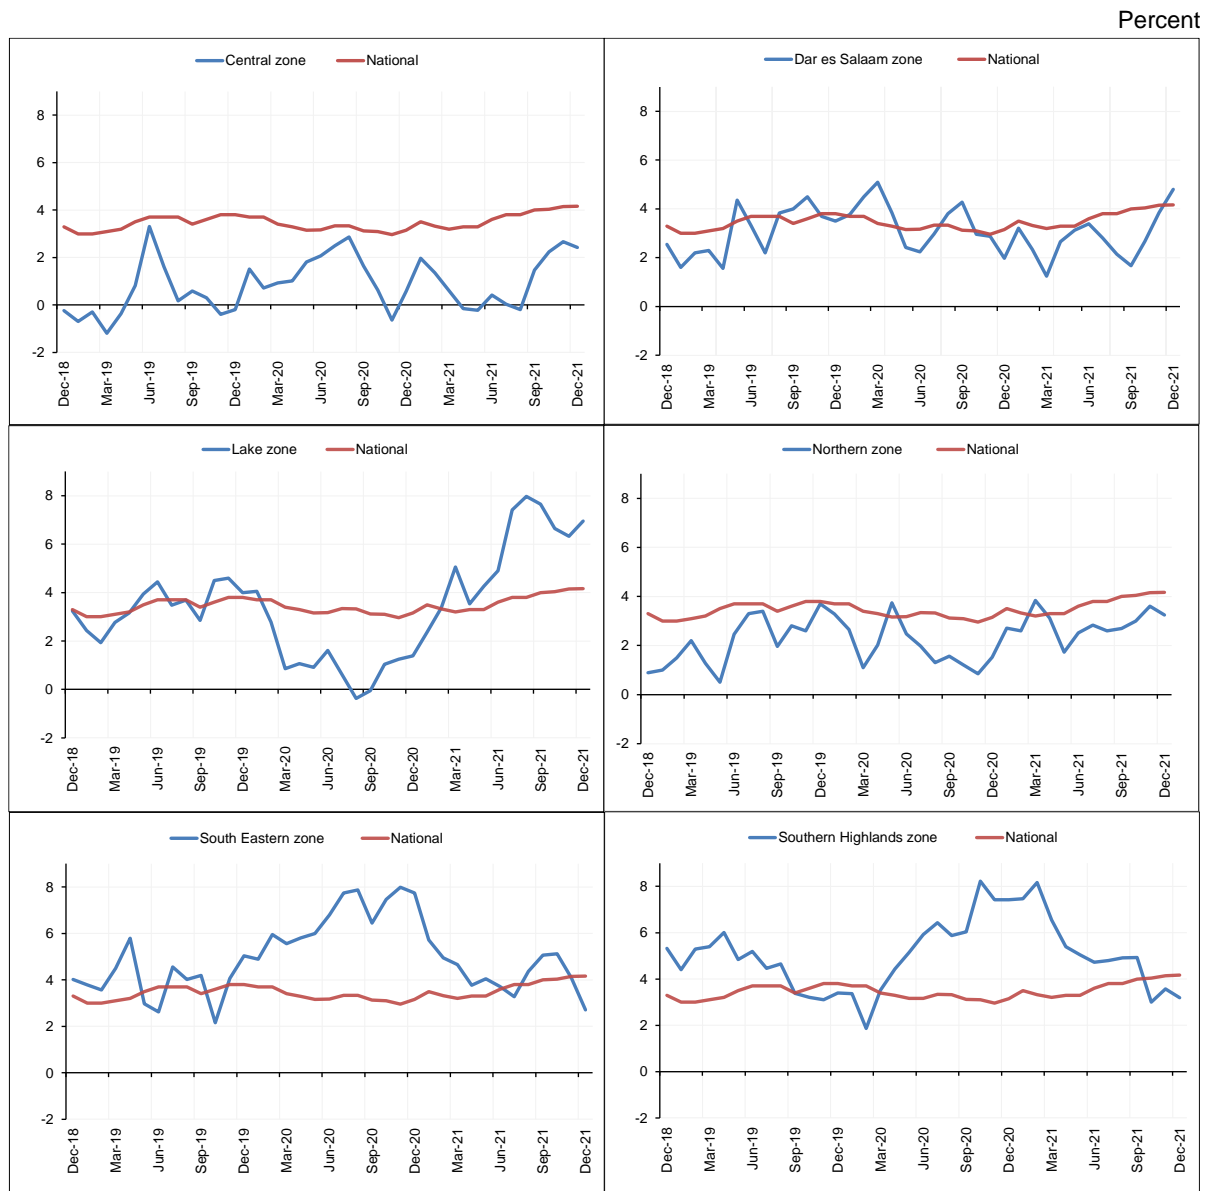 Percent
Central zone National
8
6
4
2
0
-2
Dec-18 Mar-19 Jun-19 Sep-19 Dec-19 Mar-20 Jun-20 Sep-20 Dec-20 Mar-21 Jun-21 Sep-21 Dec-21
Dar es Salaam zone National
8
6
4
2
0
-2
Dec-18 Mar-19 Jun-19 Sep-19 Dec-19 Mar-20 Jun-20 Sep-20 Dec-20 Mar-21 Jun-21 Sep-21 Dec-21
Lake zone National
8
6
4
2
0
-2
Dec-18 Mar-19 Jun-19 Sep-19 Dec-19 Mar-20 Jun-20 Sep-20 Dec-20 Mar-21 Jun-21 Sep-21 Dec-21
Northern zone National
8
6
4
2
0
-2
Dec-18 Mar-19 Jun-19 Sep-19 Dec-19 Mar-20 Jun-20 Sep-20 Dec-20 Mar-21 Jun-21 Sep-21 Dec-21
South Eastern zone National
8
6
4
2
0
-2
Dec-18 Mar-19 Jun-19 Sep-19 Dec-19 Mar-20 Jun-20 Sep-20 Dec-20 Mar-21 Jun-21 Sep-21 Dec-21
Southern Highlands zone National
8
6
4
2
0
-2
Dec-18 Mar-19 Jun-19 Sep-19 Dec-19 Mar-20 Jun-20 Sep-20 Dec-20 Mar-21 Jun-21 Sep-21 Dec-21